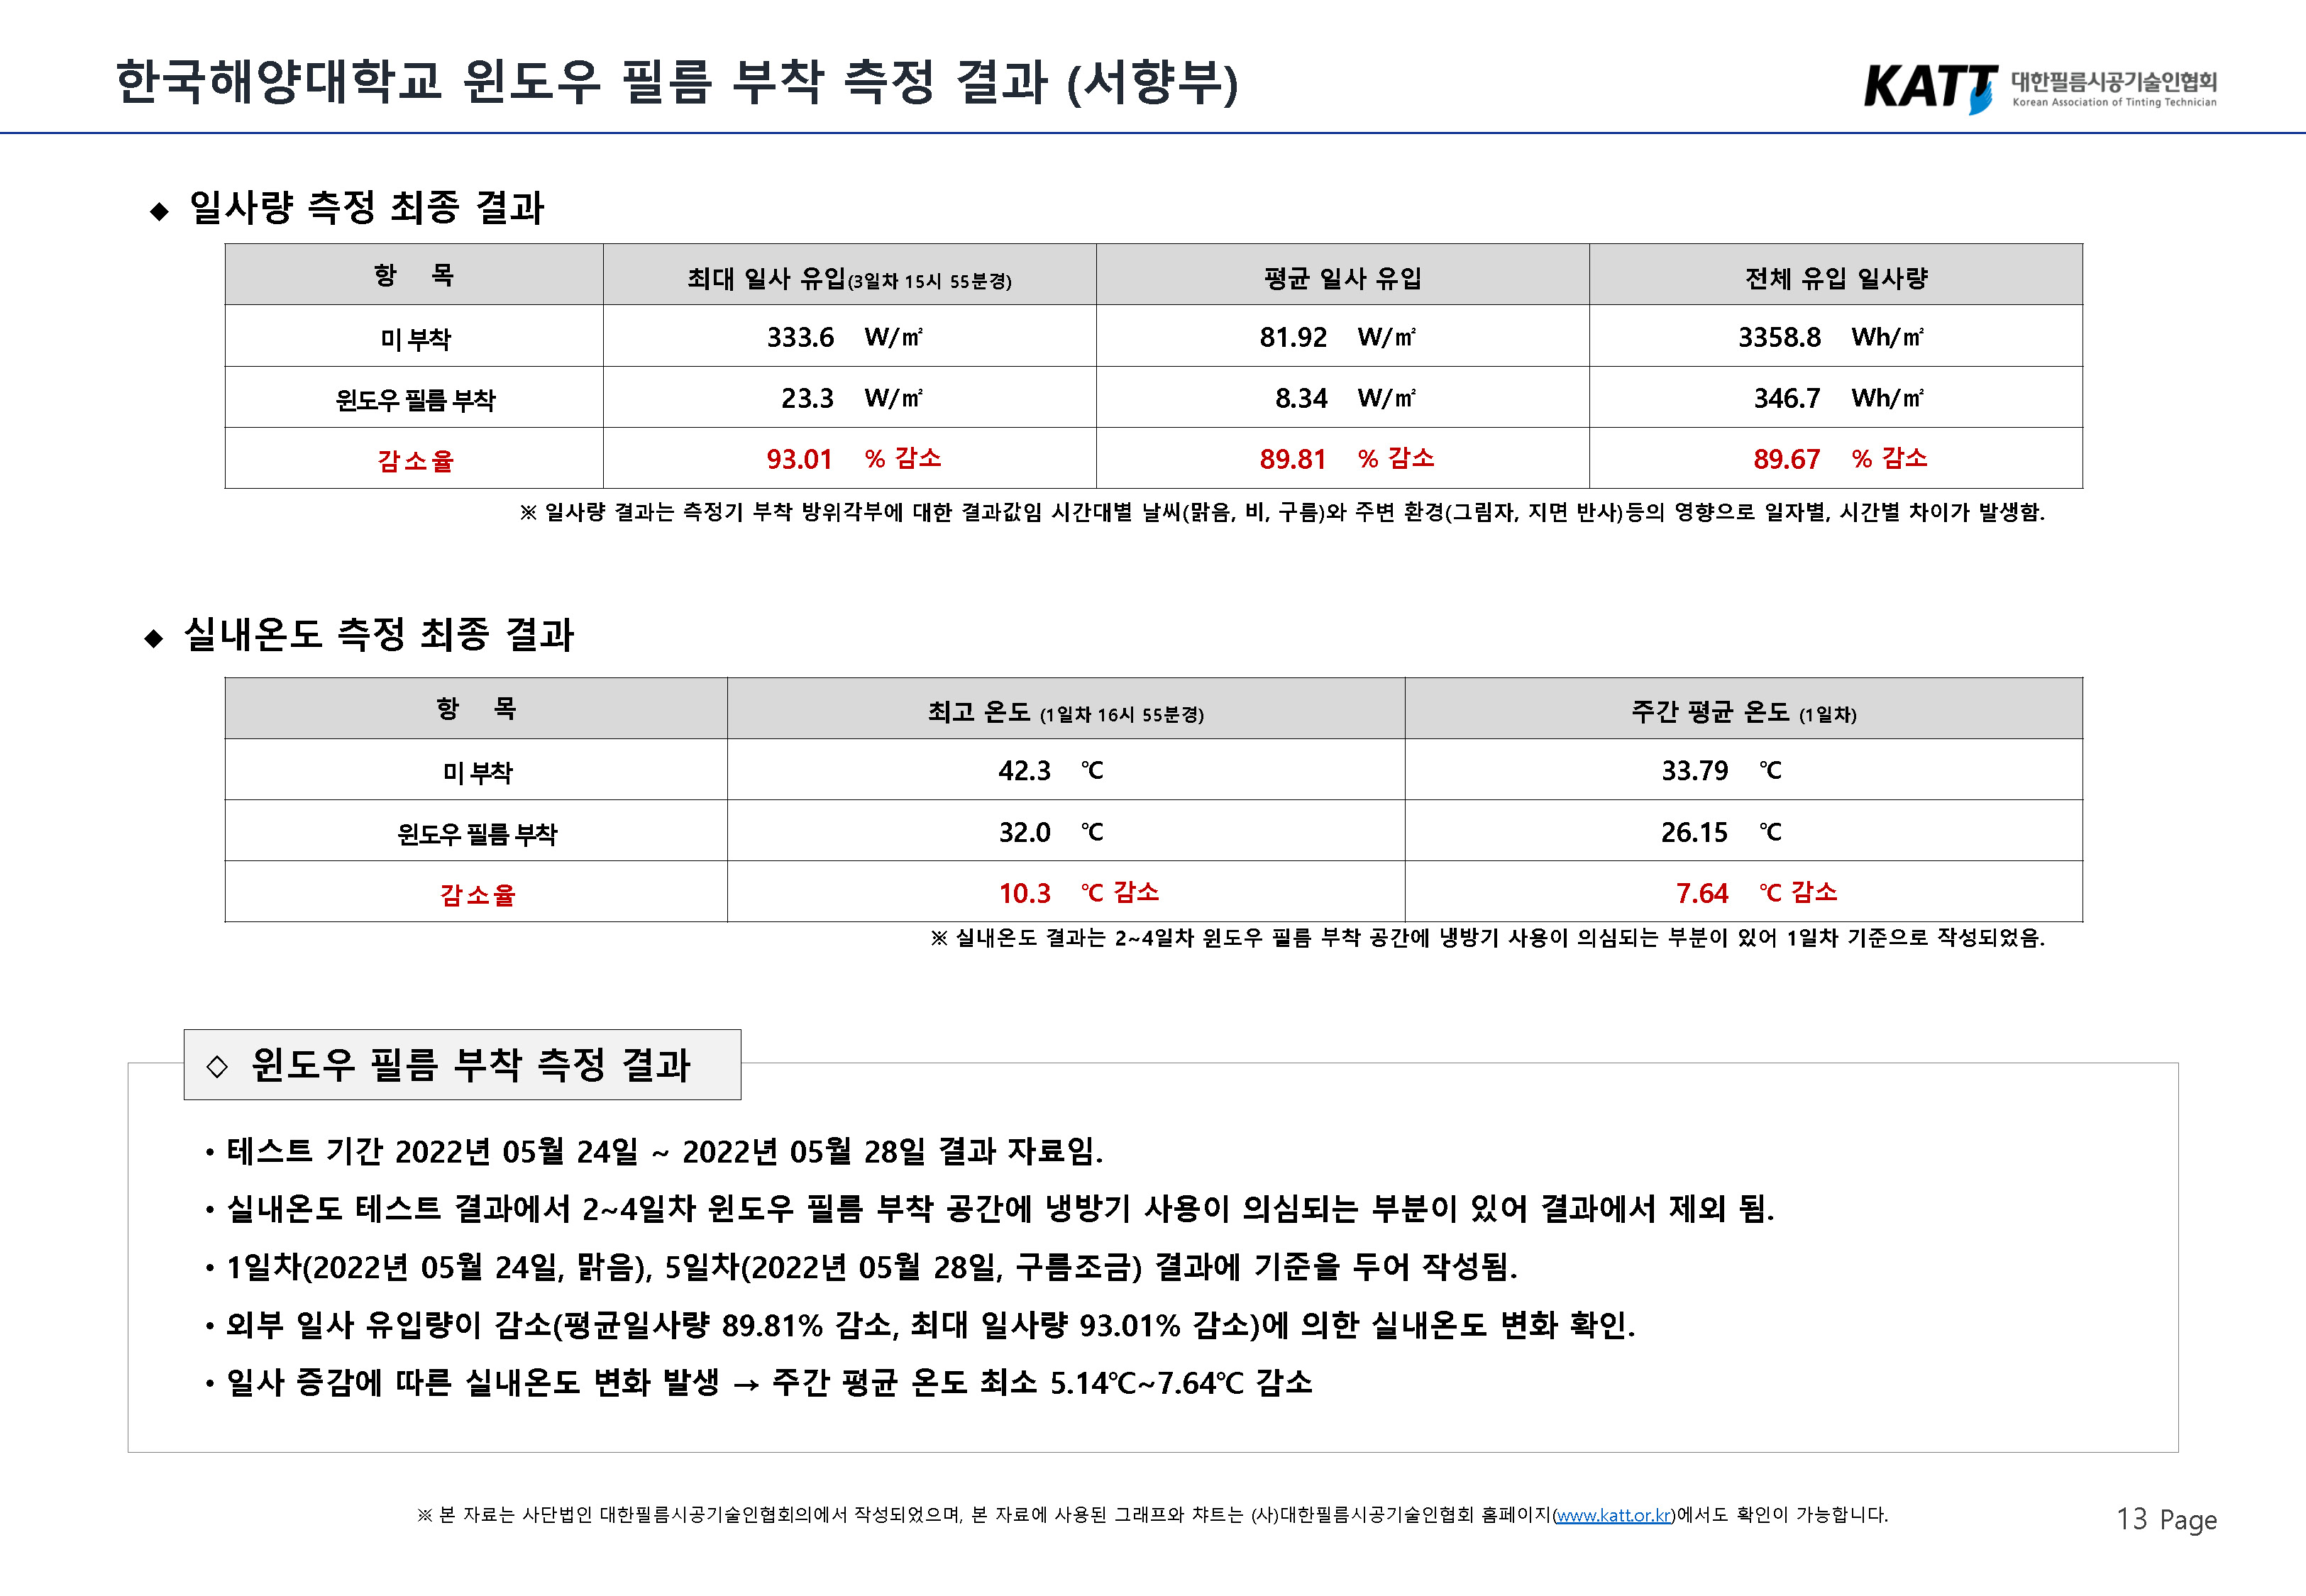 한국해양대학교 윈도우 필름 부착 측정 결과 (서향부)
KATT 대한필름시공기술인협회
Korean Association of Tinting Technician
◆ 일사량 측정 최종 결과
항 목 최대 일사 유입(3일차 15시 55분경) 평균 일사 유입 전체 유입 일사량
미 부착 333.6 W/㎡ 81.92 W/㎡ 3358.8 Wh/㎡
윈도우 필름 부착 23.3 W/㎡ 8.34 W/㎡ 346.7 Wh/㎡
감 소 율 93.01 % 감소 89.81 % 감소 89.67 % 감소
※ 일사량 결과는 측정기 부착 방위각부에 대한 결과값임 시간대별 날씨(맑음, 비, 구름)와 주변 환경(그림자, 지면 반사)등의 영향으로 일자별, 시간별 차이가 발생함.
◆ 실내온도 측정 최종 결과
항 목 최고 온도 (1일차 16시 55분경) 주간 평균 온도 (1일차)
미 부착 42.3 ℃ 33.79 ℃
윈도우 필름 부착 32.0 ℃ 26.15 ℃
감 소 율 10.3 ℃ 감소 7.64 ℃ 감소
※ 실내온도 결과는 2~4일차 윈도우 필름 부착 공간에 냉방기 사용이 의심되는 부분이 있어 1일차 기준으로 작성되었음.
◇ 윈도우 필름 부착 측정 결과
• 테스트 기간 2022년 05월 24일 ~ 2022년 05월 28일 결과 자료임.
• 실내온도 테스트 결과에서 2~4일차 윈도우 필름 부착 공간에 냉방기 사용이 의심되는 부분이 있어 결과에서 제외 됨.
• 1일차(2022년 05월 24일, 맑음), 5일차(2022년 05월 28일, 구름조금) 결과에 기준을 두어 작성됨.
• 외부 일사 유입량이 감소(평균일사량 89.81% 감소, 최대 일사량 93.01% 감소)에 의한 실내온도 변화 확인.
• 일사 증감에 따른 실내온도 변화 발생 → 주간 평균 온도 최소 5.14℃~7.64℃ 감소
※ 본 자료는 사단법인 대한필름시공기술인협회의에서 작성되었으며, 본 자료에 사용된 그래프와 챠트는 (사)대한필름시공기술인협회 홈페이지(www.katt.or.kr)에서도 확인이 가능합니다.
13 Page